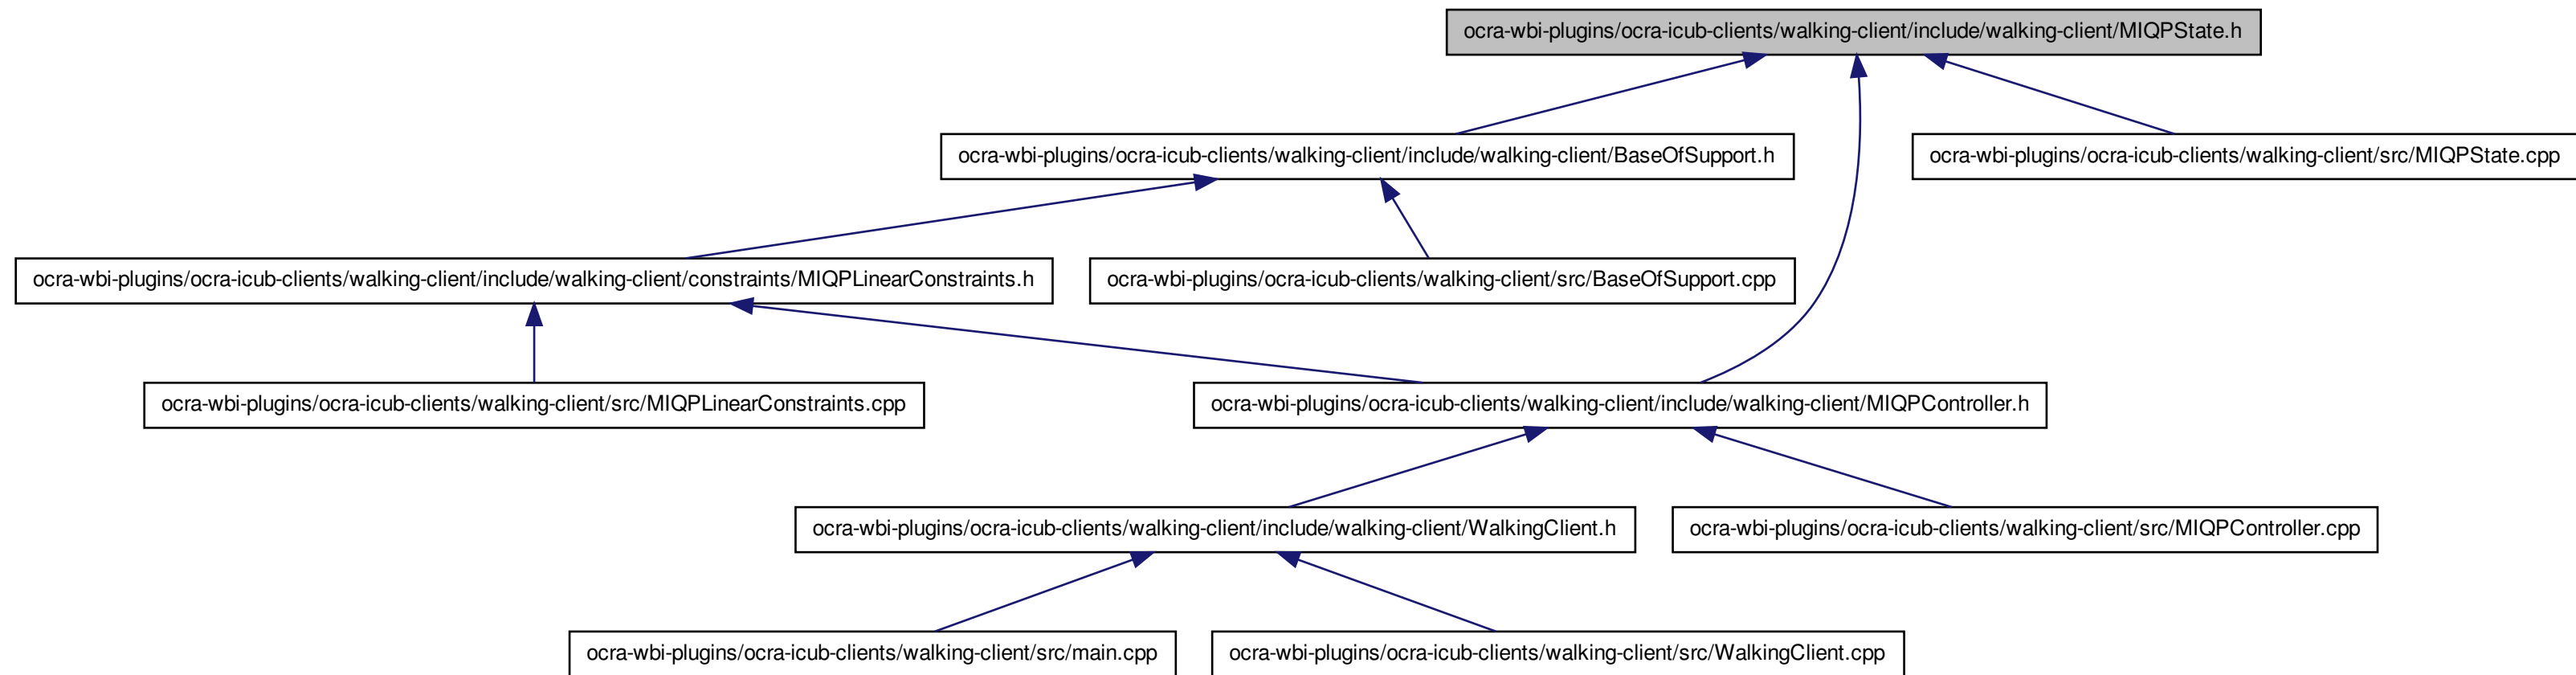 ocra-wbi-plugins/ocra-icub-clients/walking-client/include/walking-client/MIQPState.h
ocra-wbi-plugins/ocra-icub-clients/walking-client/include/walking-client/BaseOfSupport.h
ocra-wbi-plugins/ocra-icub-clients/walking-client/src/MIQPState.cpp
ocra-wbi-plugins/ocra-icub-clients/walking-client/include/walking-client/constraints/MIQPLinearConstraints.h
ocra-wbi-plugins/ocra-icub-clients/walking-client/src/BaseOfSupport.cpp
ocra-wbi-plugins/ocra-icub-clients/walking-client/src/MIQPLinearConstraints.cpp
ocra-wbi-plugins/ocra-icub-clients/walking-client/include/walking-client/MIQPController.h
ocra-wbi-plugins/ocra-icub-clients/walking-client/include/walking-client/WalkingClient.h
ocra-wbi-plugins/ocra-icub-clients/walking-client/src/MIQPController.cpp
ocra-wbi-plugins/ocra-icub-clients/walking-client/src/main.cpp
ocra-wbi-plugins/ocra-icub-clients/walking-client/src/WalkingClient.cpp